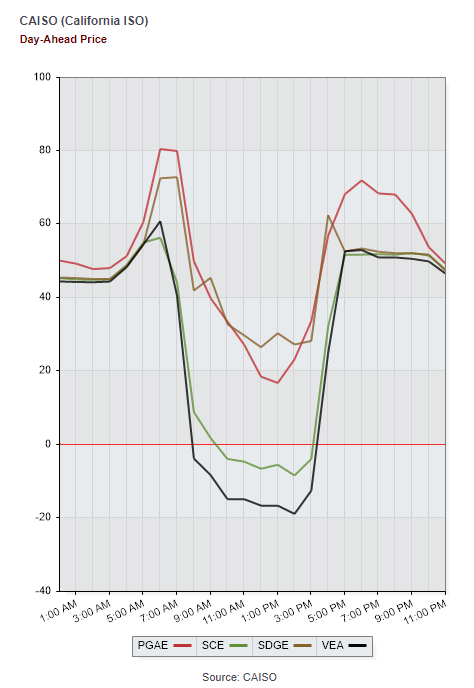 CAISO (California ISO)
Day-Ahead Price
100
80
60
40
20
0
-20
-40
1:00 AM 3:00 AM 5:00 AM 7:00 AM 9:00 AM 11:00 AM 1:00 PM 3:00 PM 5:00 PM 7:00 PM 9:00 PM 11:00 PM
PGAE SCE SDGE VEA
Source: CAISO